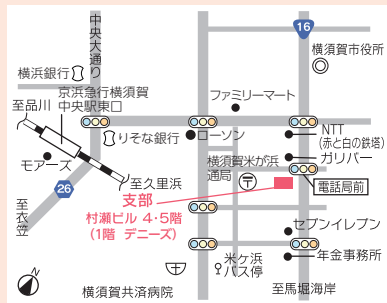 中央大通り
16
横須賀市役所
横浜銀行
京浜急行横須賀
中央駅東口
至品川
ファミリーマート
りそな銀行
ローソン
NTT
(赤と白の鉄塔)
ガリバー
モアーズ
横須賀米が浜
通局
電話局前
26
至久里浜
至衣笠
支部
村瀬ビル 4・5階
(1階 デニーズ)
セブンイレブン
年金事務所
米ヶ浜
バス停
横須賀共済病院
至馬堀海岸